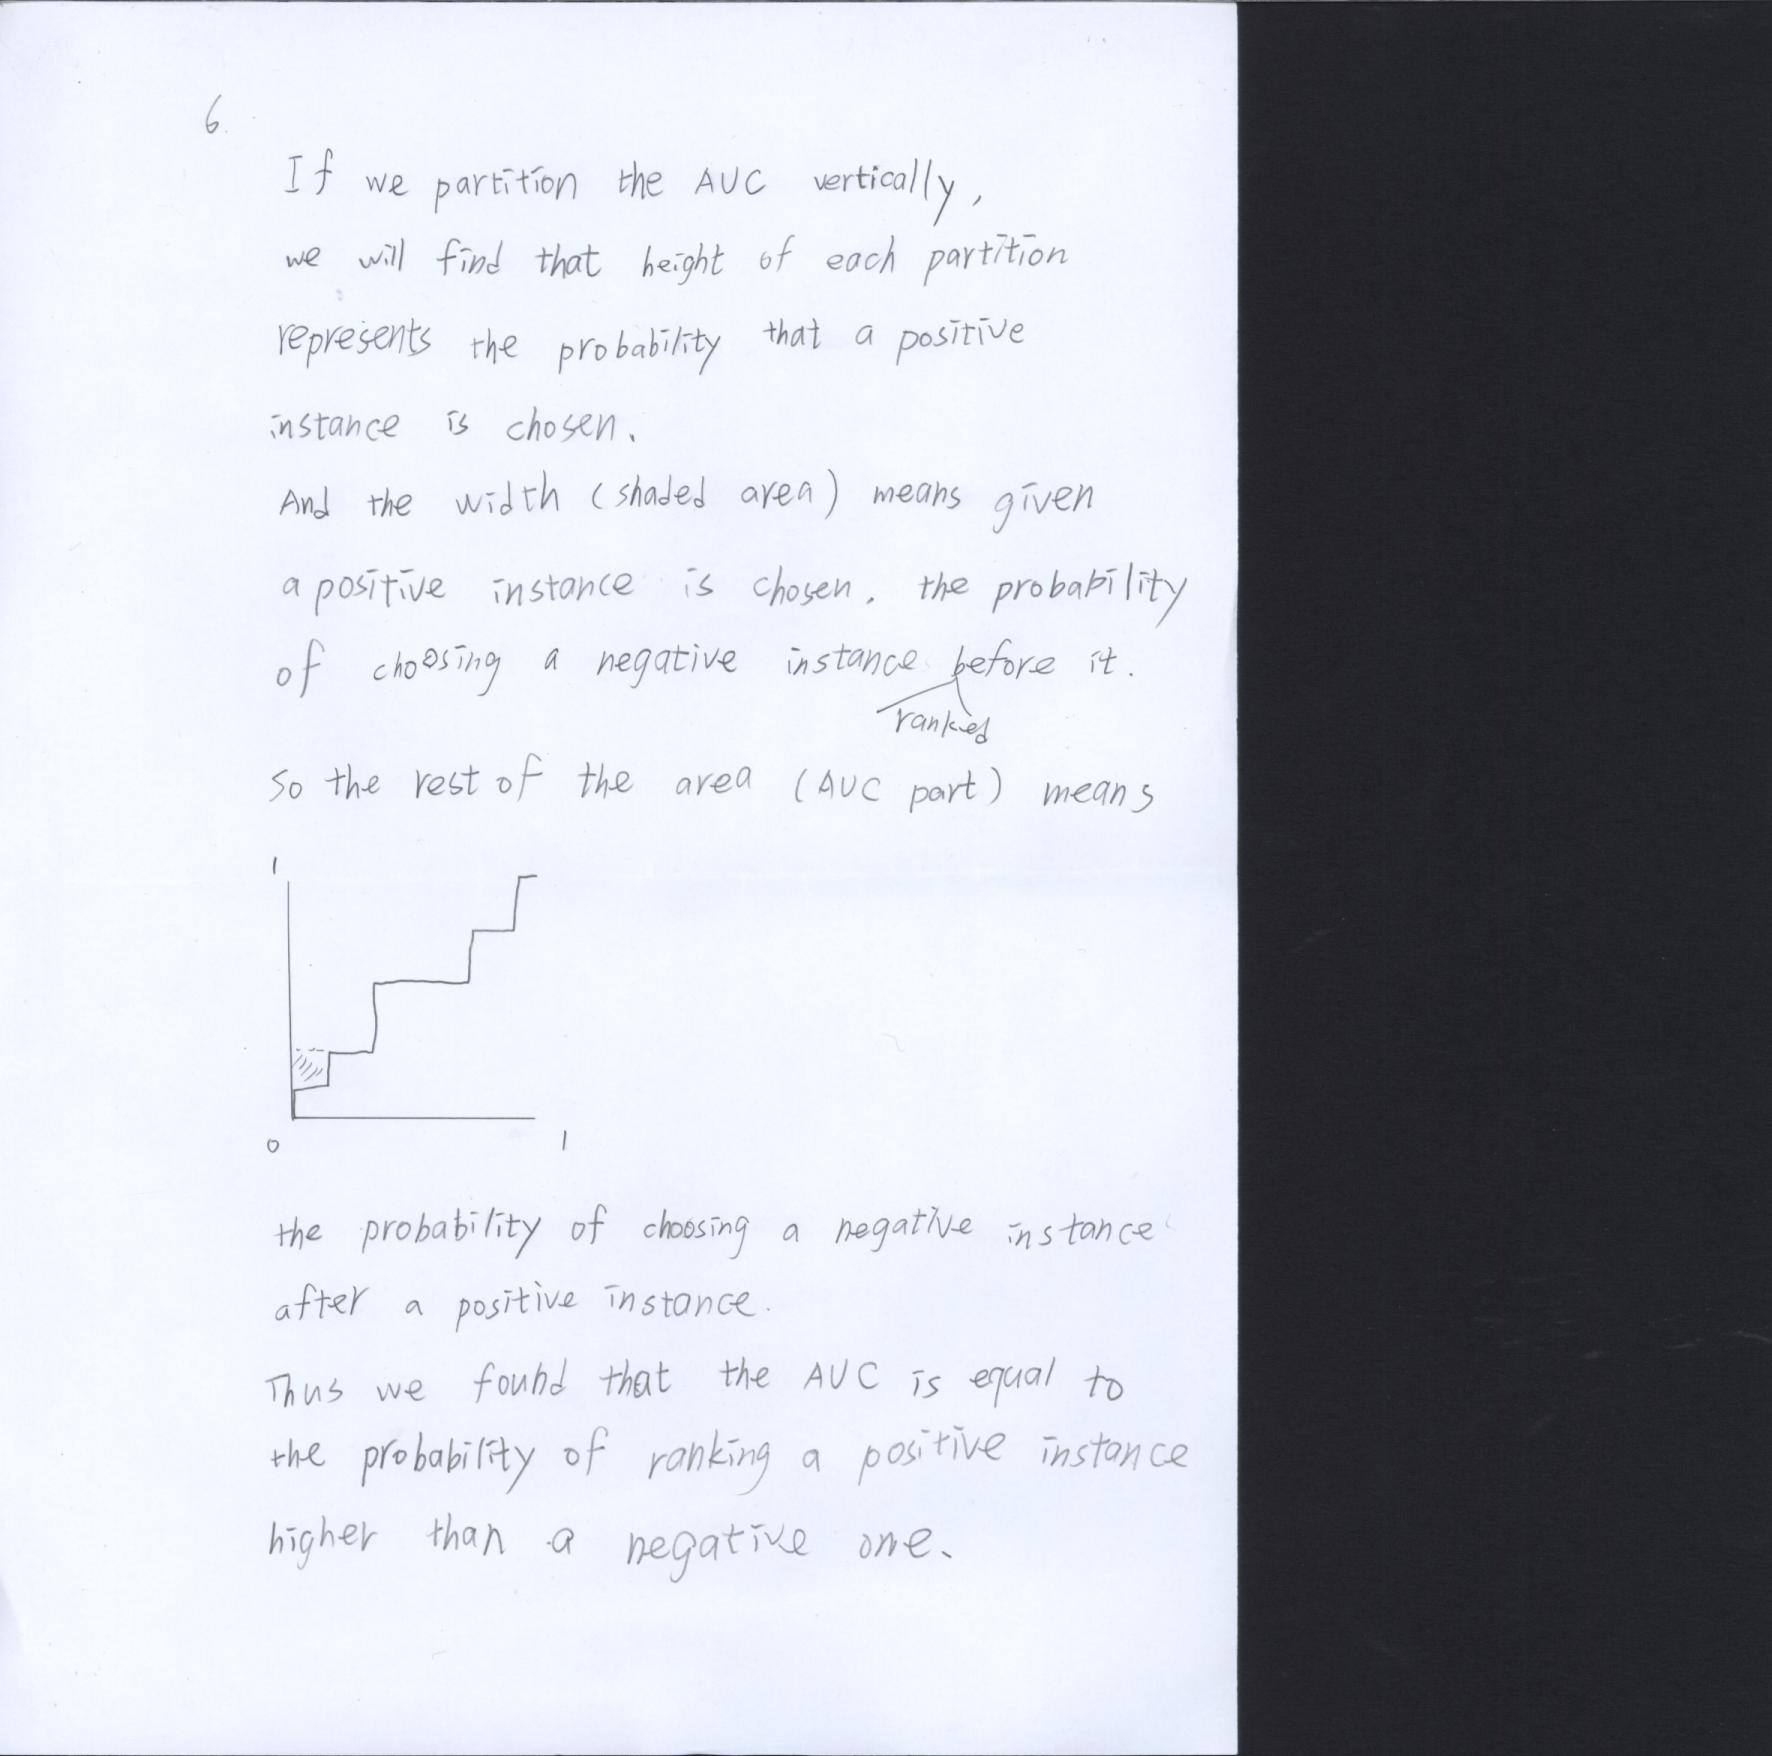 6.
If we partition the AUC vertically,
we will find that height of each partition
represents the probability that a positive
instance is chosen.
And the width (shaded area) means given
a positive instance is chosen, the probability
of choosing a negative instance before it.
ranked
So the rest of the area (AUC part) means
1
0 1
the probability of choosing a negative instance
after a positive instance.
Thus we found that the AUC is equal to
the probability of ranking a positive instance
higher than a negative one.